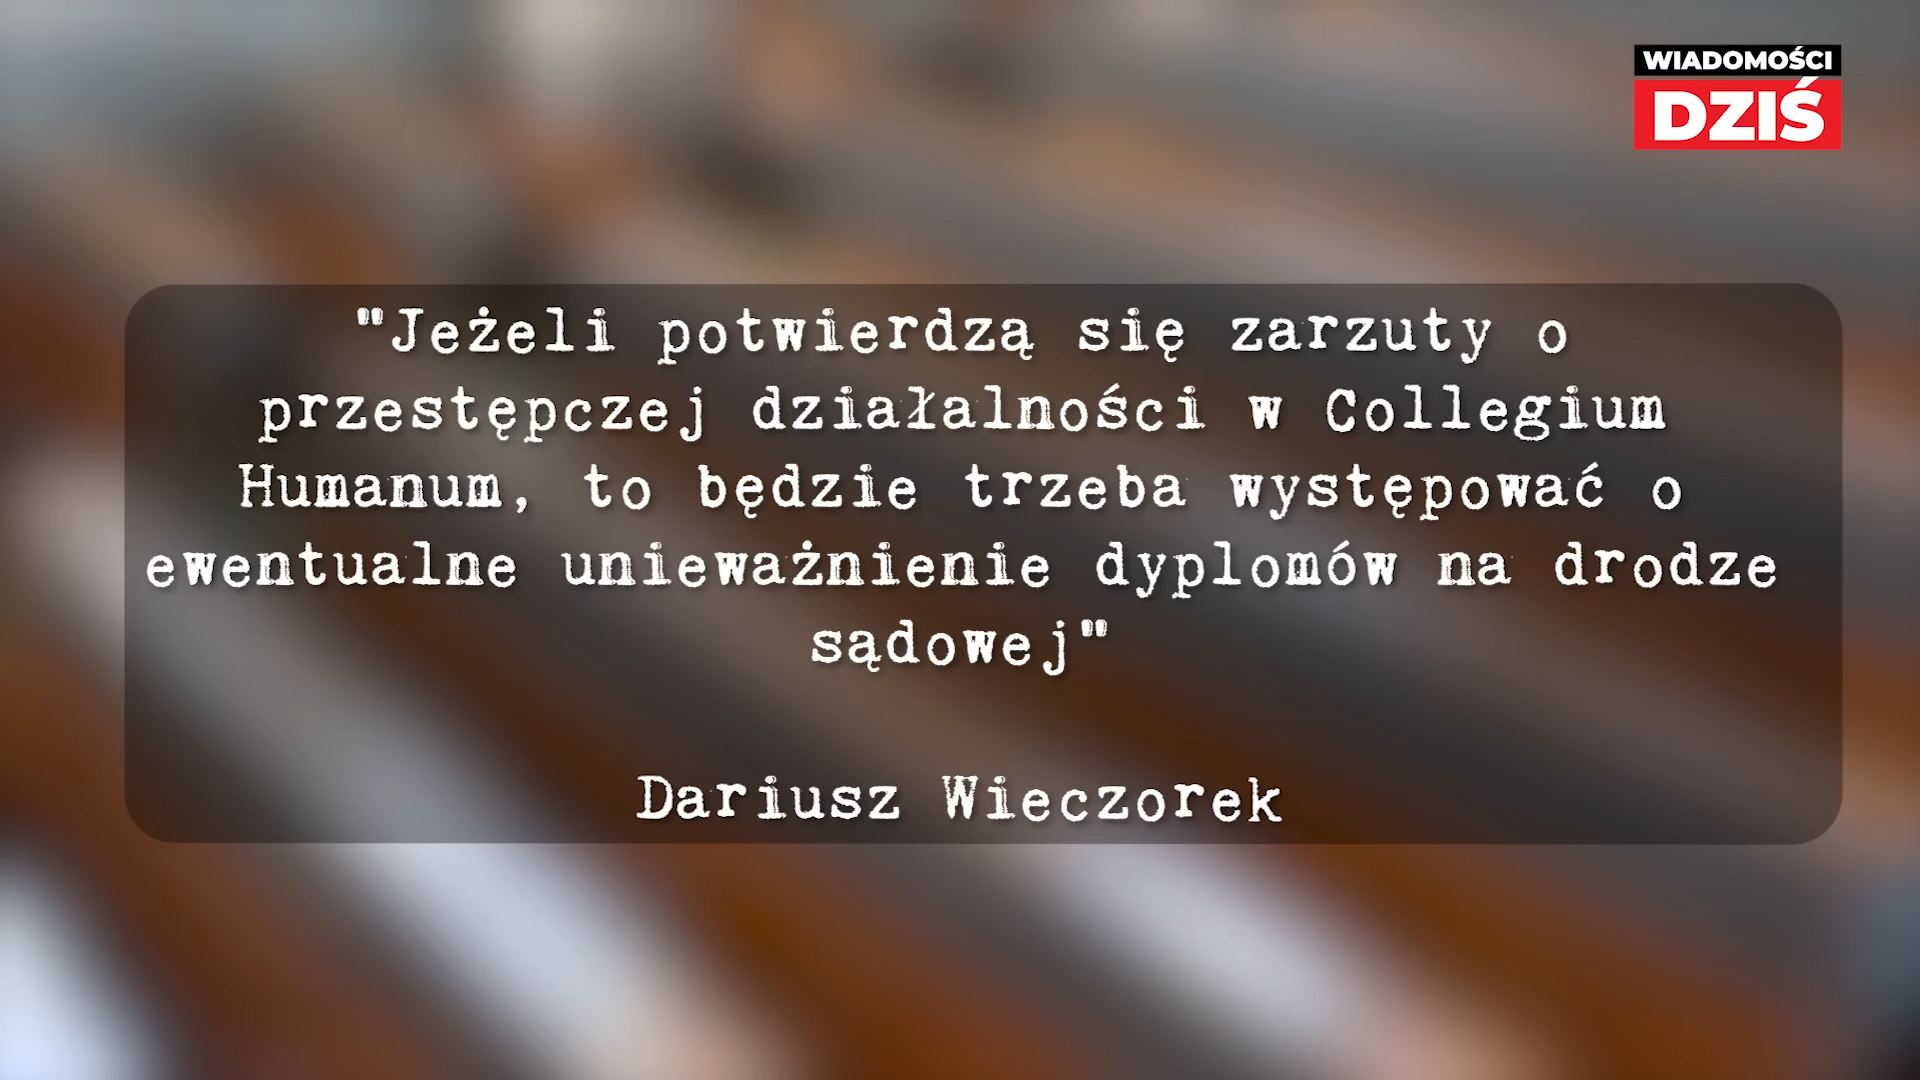 WIADOMOŚCI
DZIŚ
"Jeżeli potwierdzą się zarzuty o
przestępczej działalności w Collegium
Humanum, to będzie trzeba występować o
ewentualne unieważnienie dyplomów na drodze
sądowej"
Dariusz Wieczorek